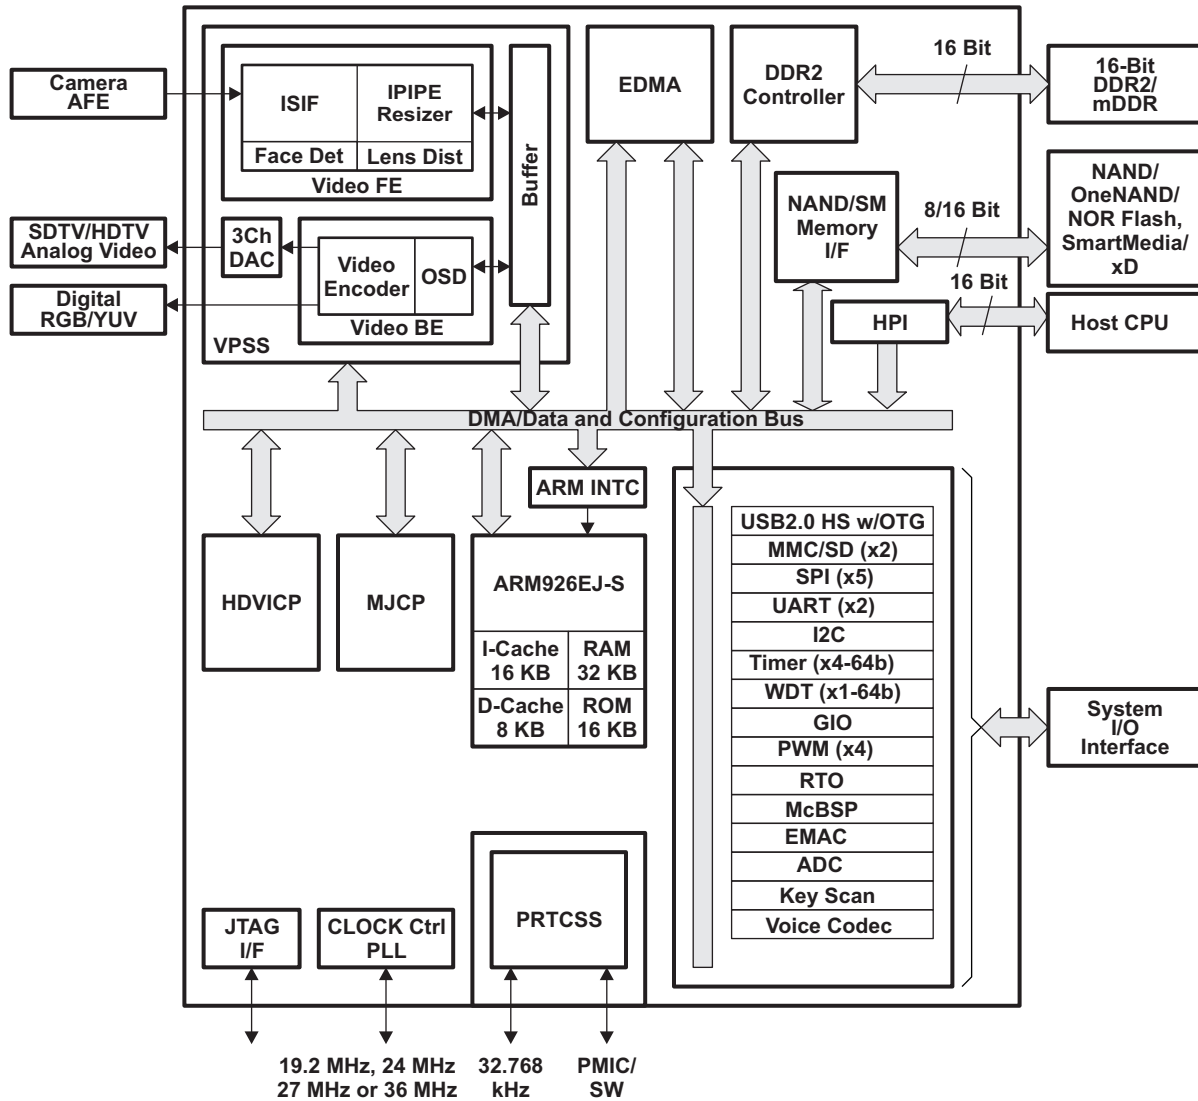 Camera
AFE
ISIF
IPIPE
Resizer
Face Det
Lens Dist
Video FE
Buffer
SDTV/HDTV
Analog Video
3Ch
DAC
Video
Encoder
OSD
Video BE
Digital
RGB/YUV
VPSS
EDMA
DDR2
Controller
16 Bit
16-Bit
DDR2/
mDDR
NAND/SM
Memory
I/F
8/16 Bit
NAND/
OneNAND/
NOR Flash,
SmartMedia/
xD
HPI
16 Bit
Host CPU
DMA/Data and Configuration Bus
HDVICP
MJCP
ARM INTC
ARM926EJ-S
I-Cache
16 KB
RAM
32 KB
D-Cache
8 KB
ROM
16 KB
USB2.0 HS w/OTG
MMC/SD (x2)
SPI (x5)
UART (x2)
I2C
Timer (x4-64b)
WDT (x1-64b)
GIO
PWM (x4)
RTO
McBSP
EMAC
ADC
Key Scan
Voice Codec
System
I/O
Interface
JTAG
I/F
CLOCK Ctrl
PLL
PRTCSS
19.2 MHz, 24 MHz
27 MHz or 36 MHz
32.768
kHz
PMIC/
SW